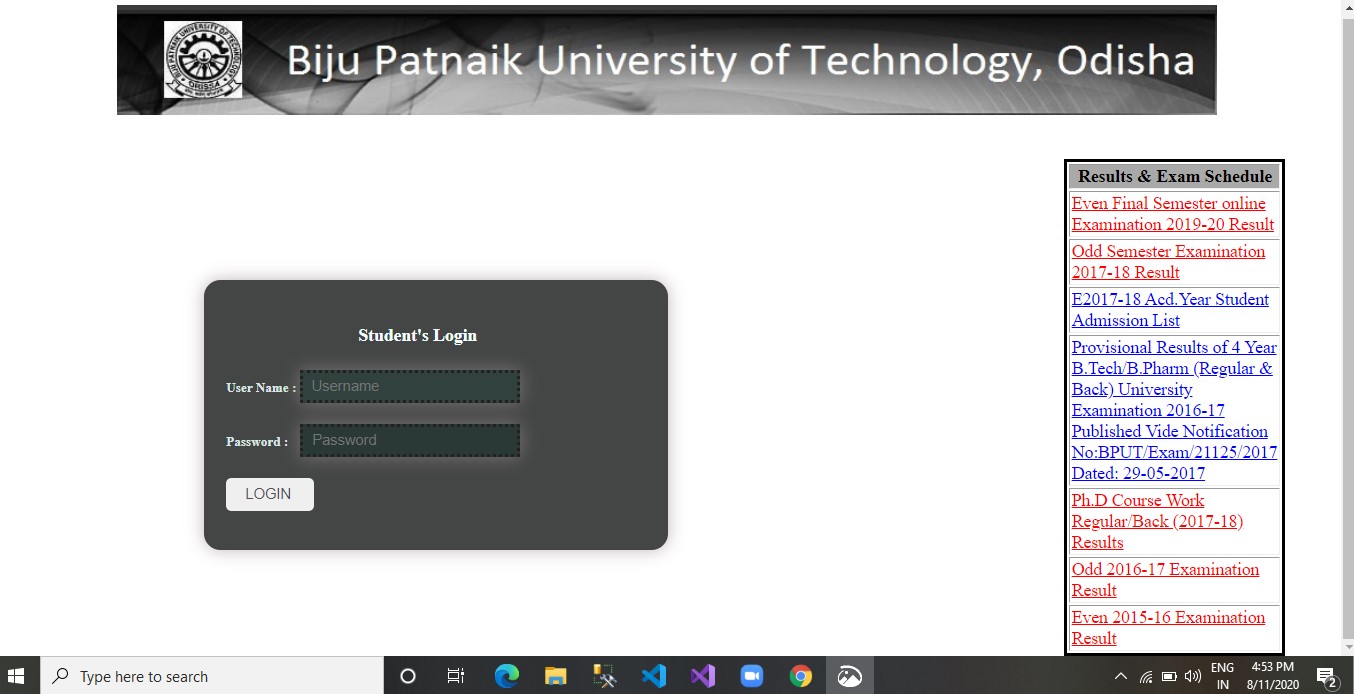 BIJU PATNAIK UNIVERSITY OF TECHNOLOGY
ORISSA
Biju Patnaik University of Technology, Odisha
Student's Login
User Name :
Username
Password :
Password
LOGIN
Results & Exam Schedule
Even Final Semester online
Examination 2019-20 Result
Odd Semester Examination
2017-18 Result
E2017-18 Acd.Year Student
Admission List
Provisional Results of 4 Year
B.Tech/B.Pharm (Regular &
Back) University
Examination 2016-17
Published Vide Notification
No:BPUT/Exam/21125/2017
Dated: 29-05-2017
Ph.D Course Work
Regular/Back (2017-18)
Results
Odd 2016-17 Examination
Result
Even 2015-16 Examination
Result
Type here to search
ENG
IN
4:53 PM
8/11/2020
2